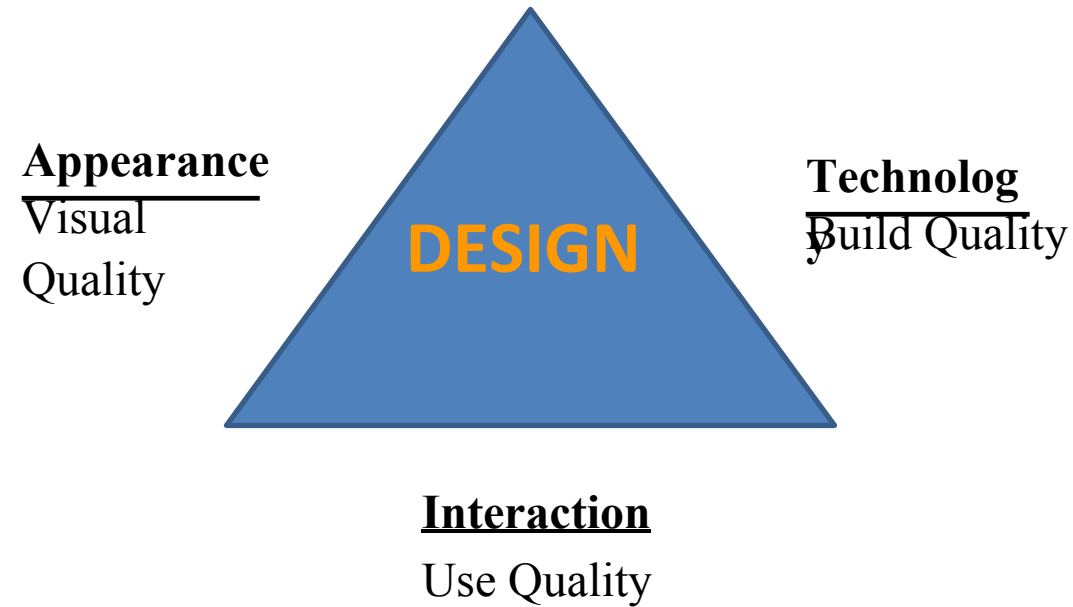 Appearance
Visual
Quality
DESIGN
Technolog
y
Build Quality
Interaction
Use Quality